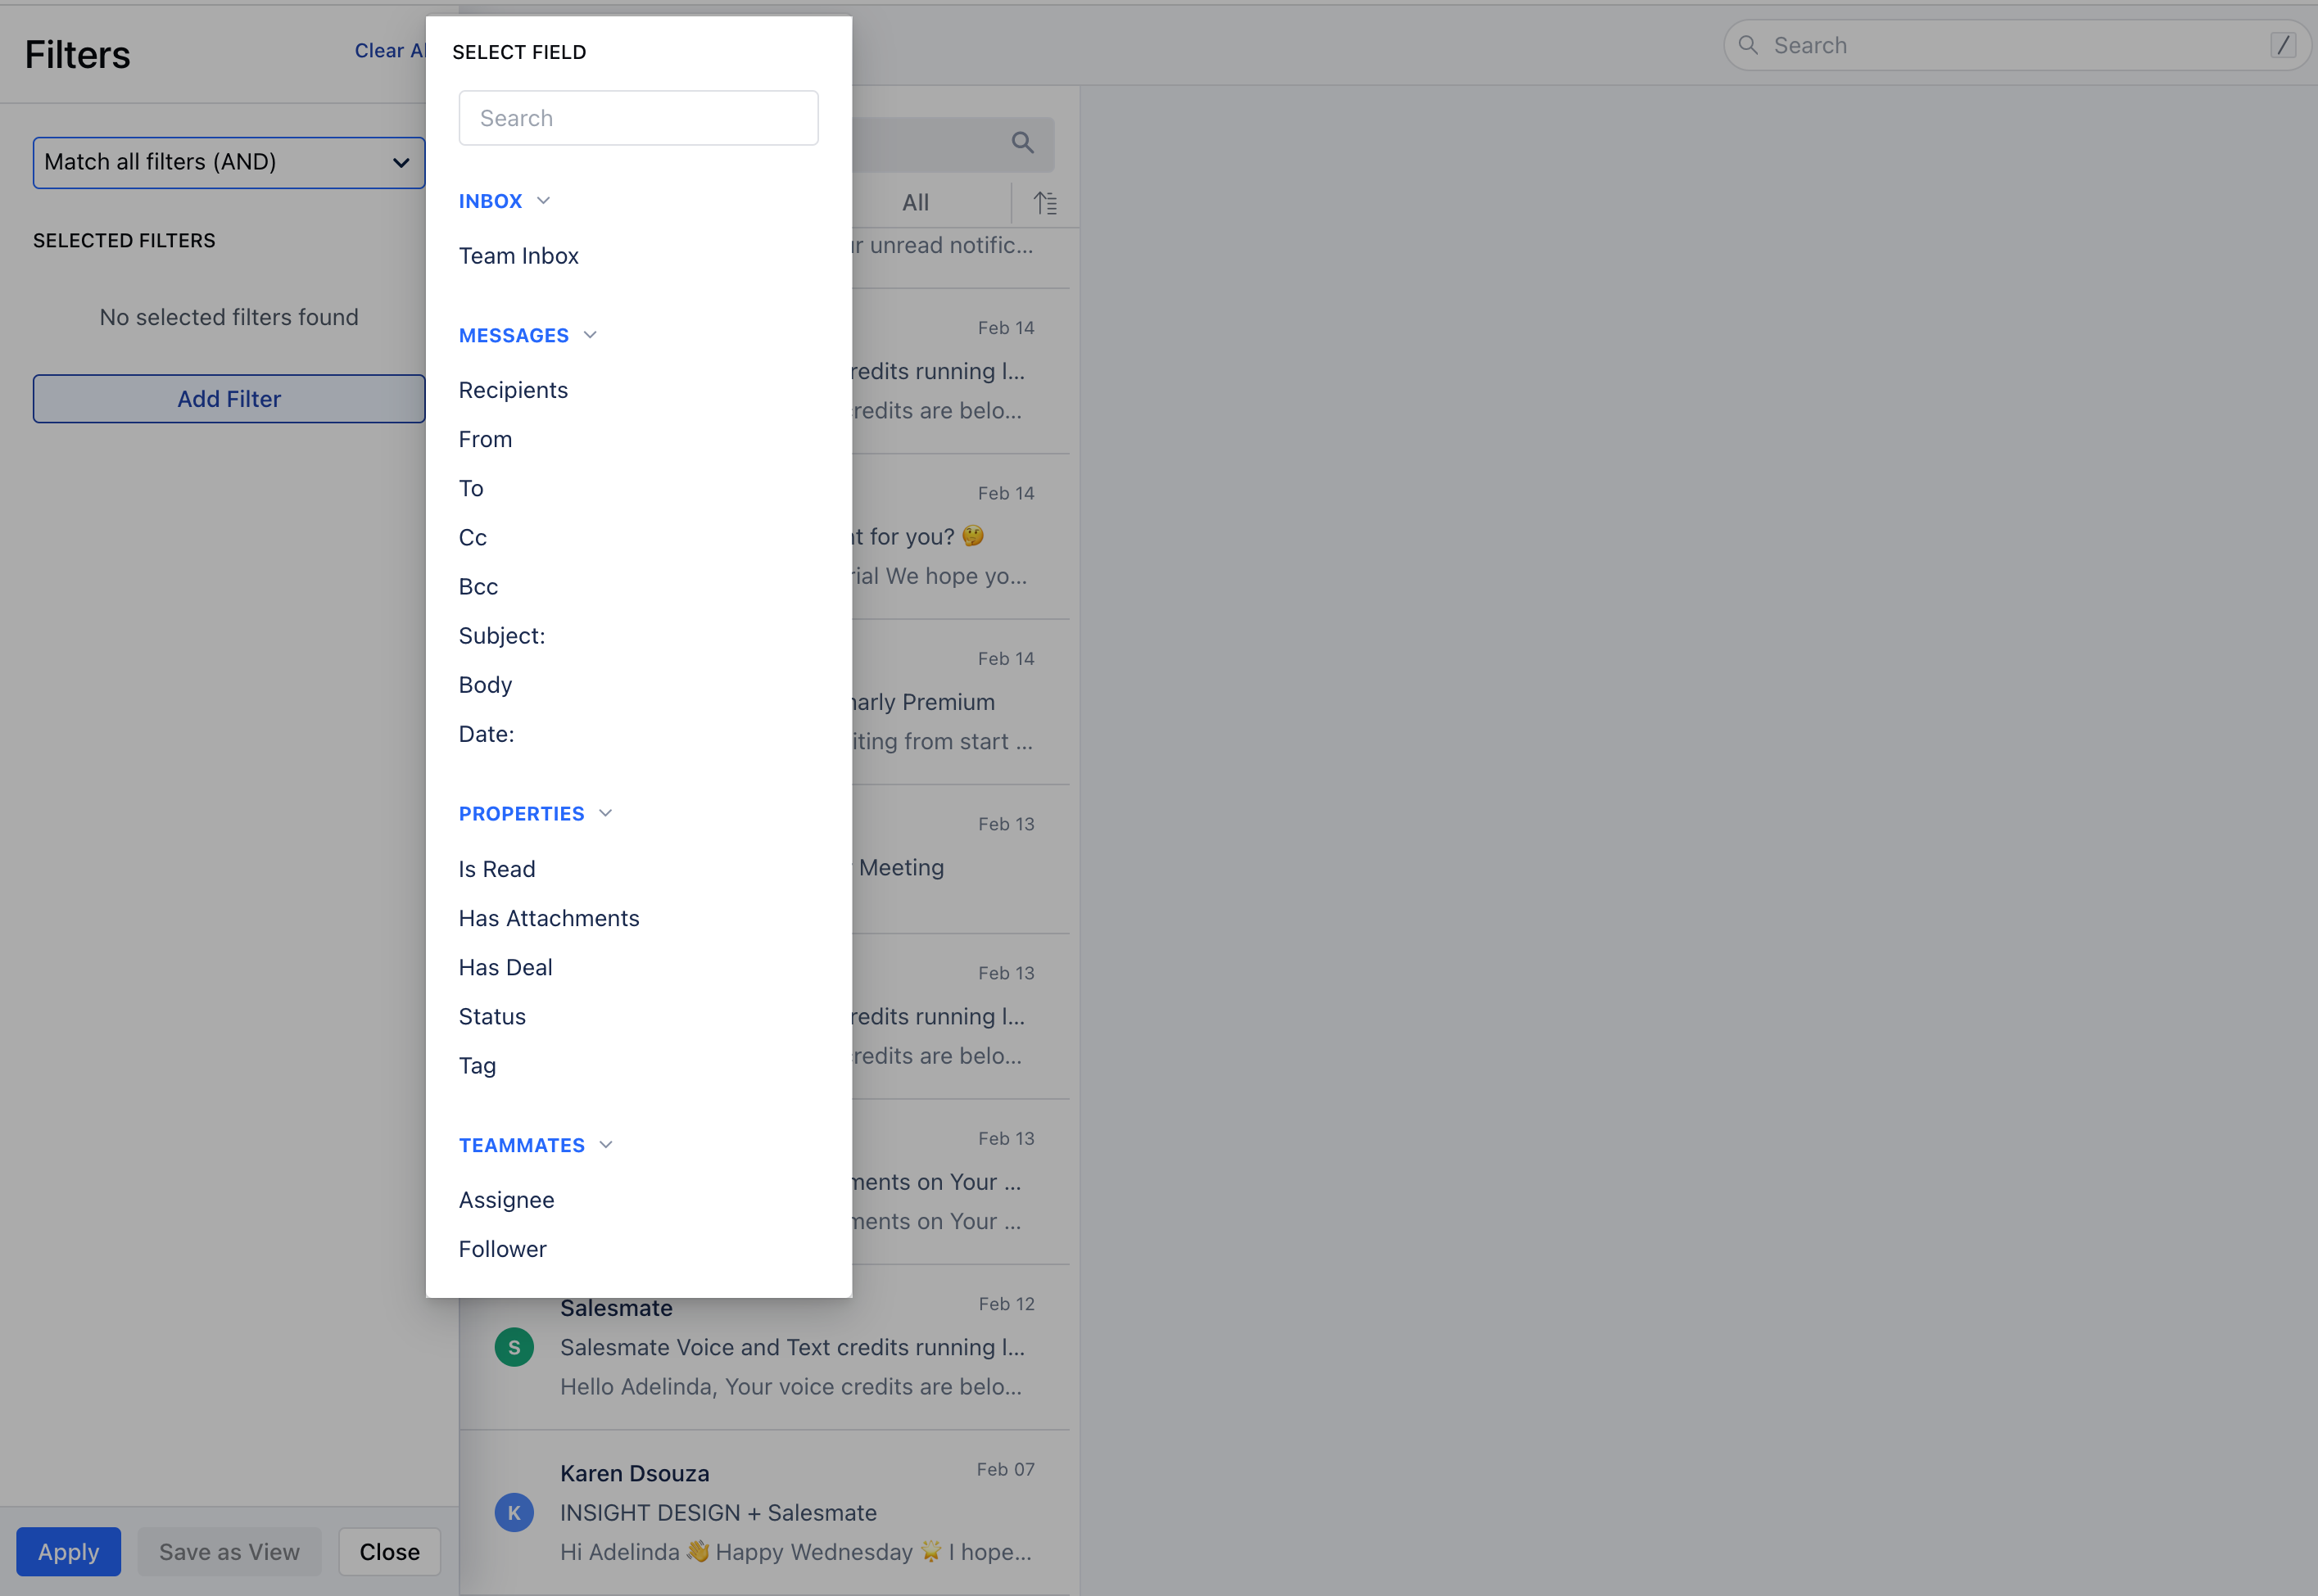 Filters
Clear Al
Match all filters (AND)
SELECTED FILTERS
No selected filters found
Add Filter
Apply
Save as View
Close
SELECT FIELD
Search
INBOX
Team Inbox
MESSAGES
Recipients
From
To
Cc
Bcc
Subject:
Body
Date:
PROPERTIES
Is Read
Has Attachments
Has Deal
Status
Tag
TEAMMATES
Assignee
Follower
Search /
All
unread notific...
Feb 14
redits running l...
redits are belo...
Feb 14
for you? 🤔
We hope yo...
Feb 14
Premium
from start ...
Feb 13
Meeting
Feb 13
redits running l...
redits are belo...
Feb 13
ments on Your ...
ments on Your ...
Salesmate
Feb 12
S
Salesmate Voice and Text credits running l...
Hello Adelinda, Your voice credits are belo...
Karen Dsouza
Feb 07
K
INSIGHT DESIGN + Salesmate
Hi Adelinda 👋 Happy Wednesday 🌟 I hope...